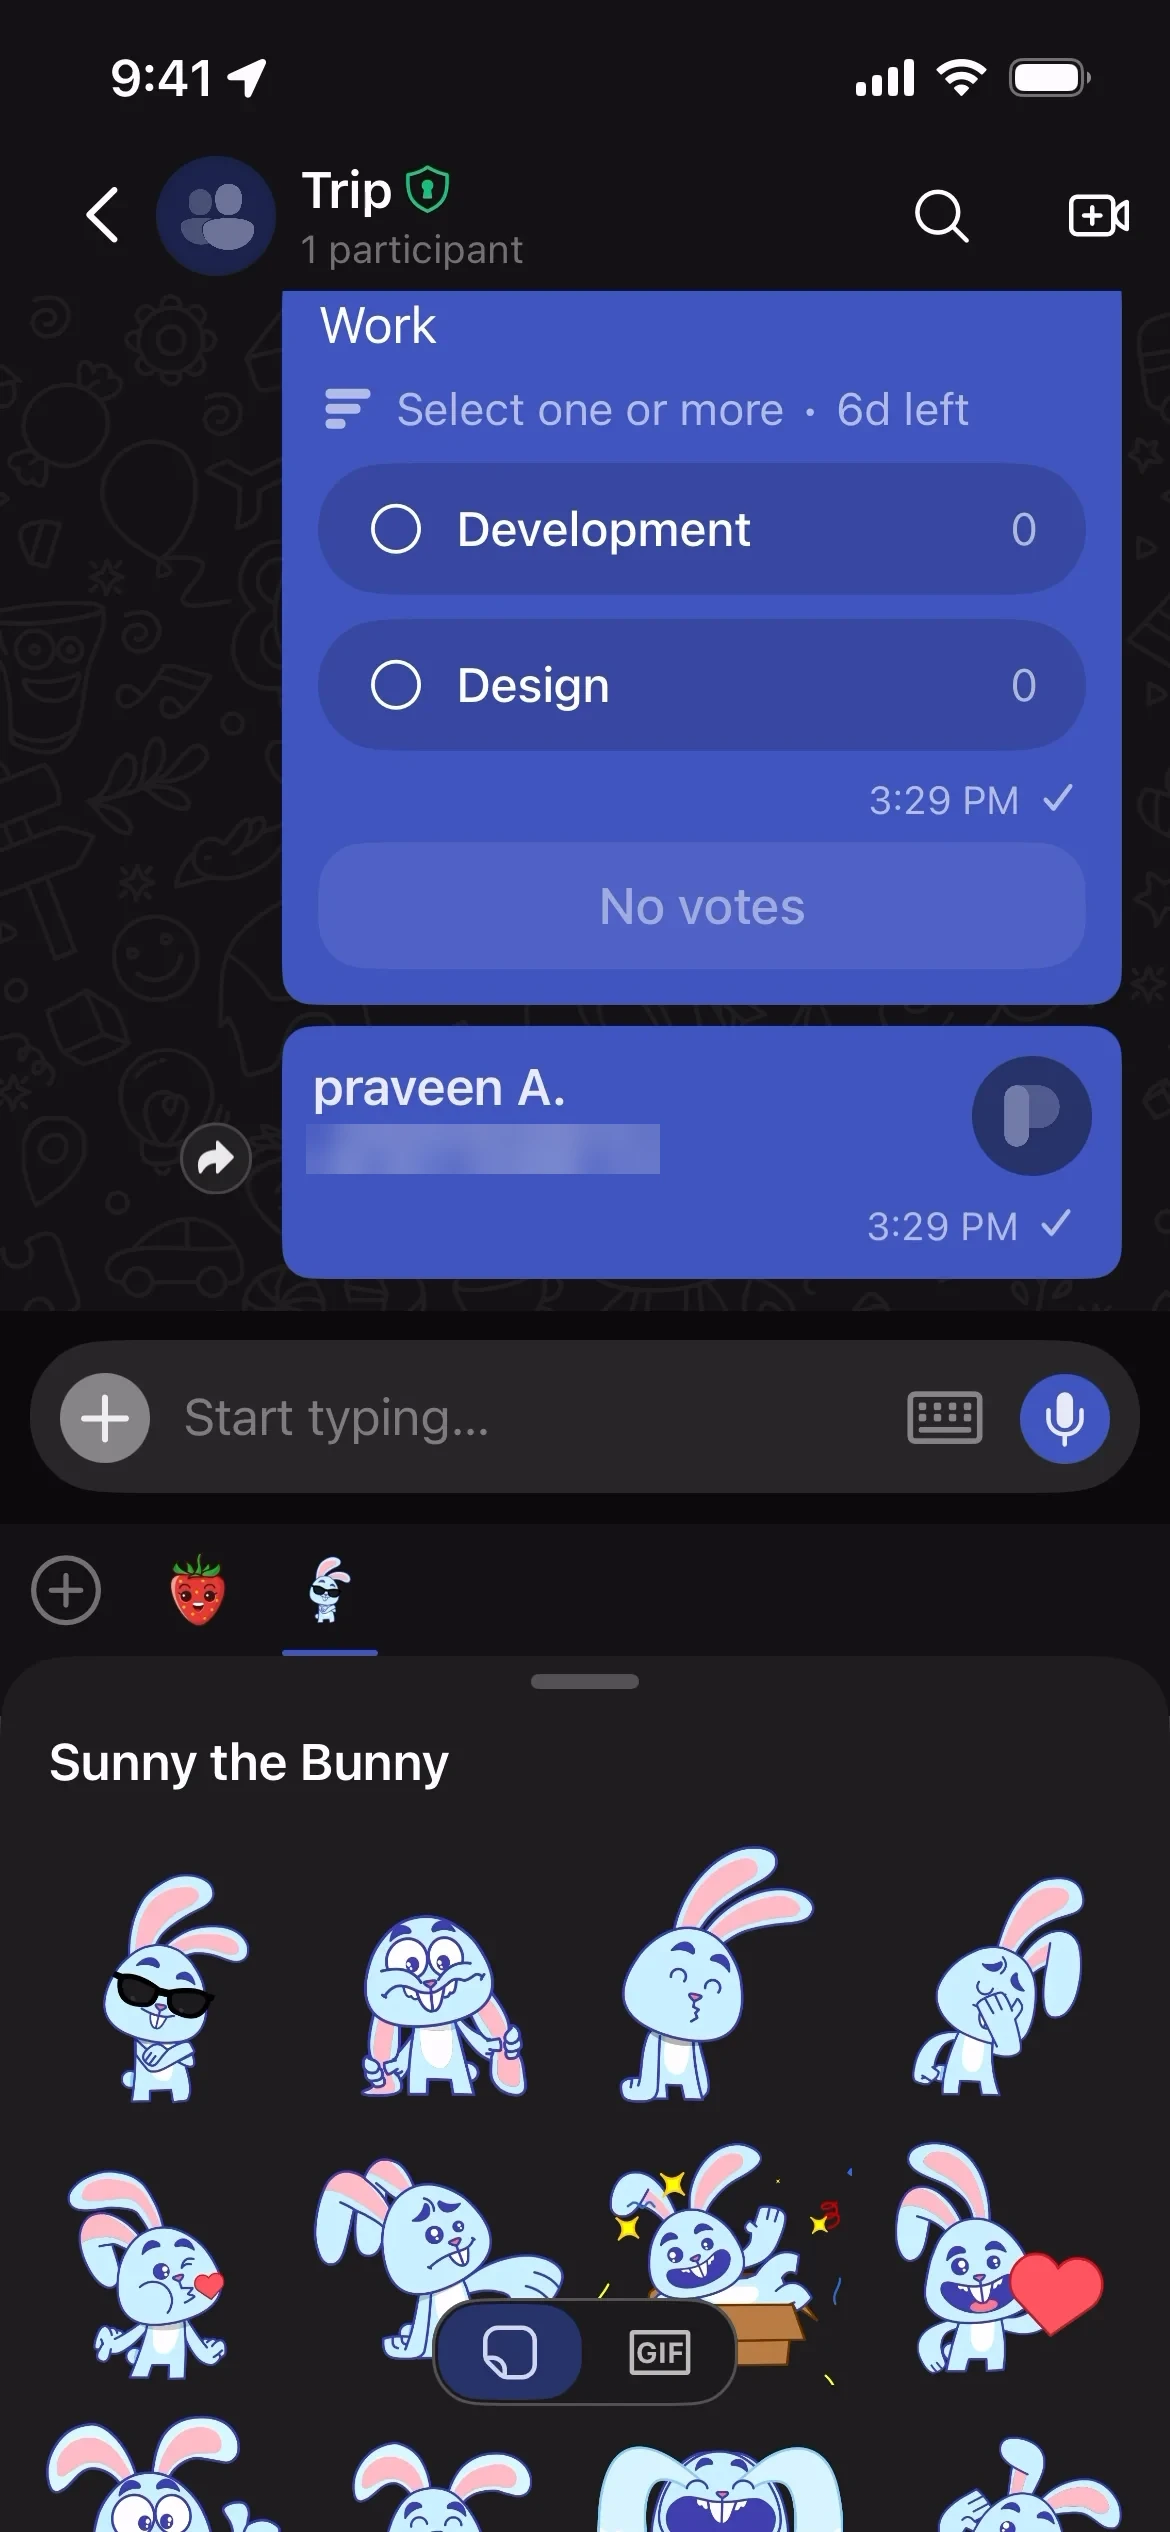 9:41
Trip
1 participant
Work
Select one or more · 6d left
Development 0
Design 0
3:29 PM
No votes
praveen A.
3:29 PM
Start typing...
Sunny the Bunny
GIF